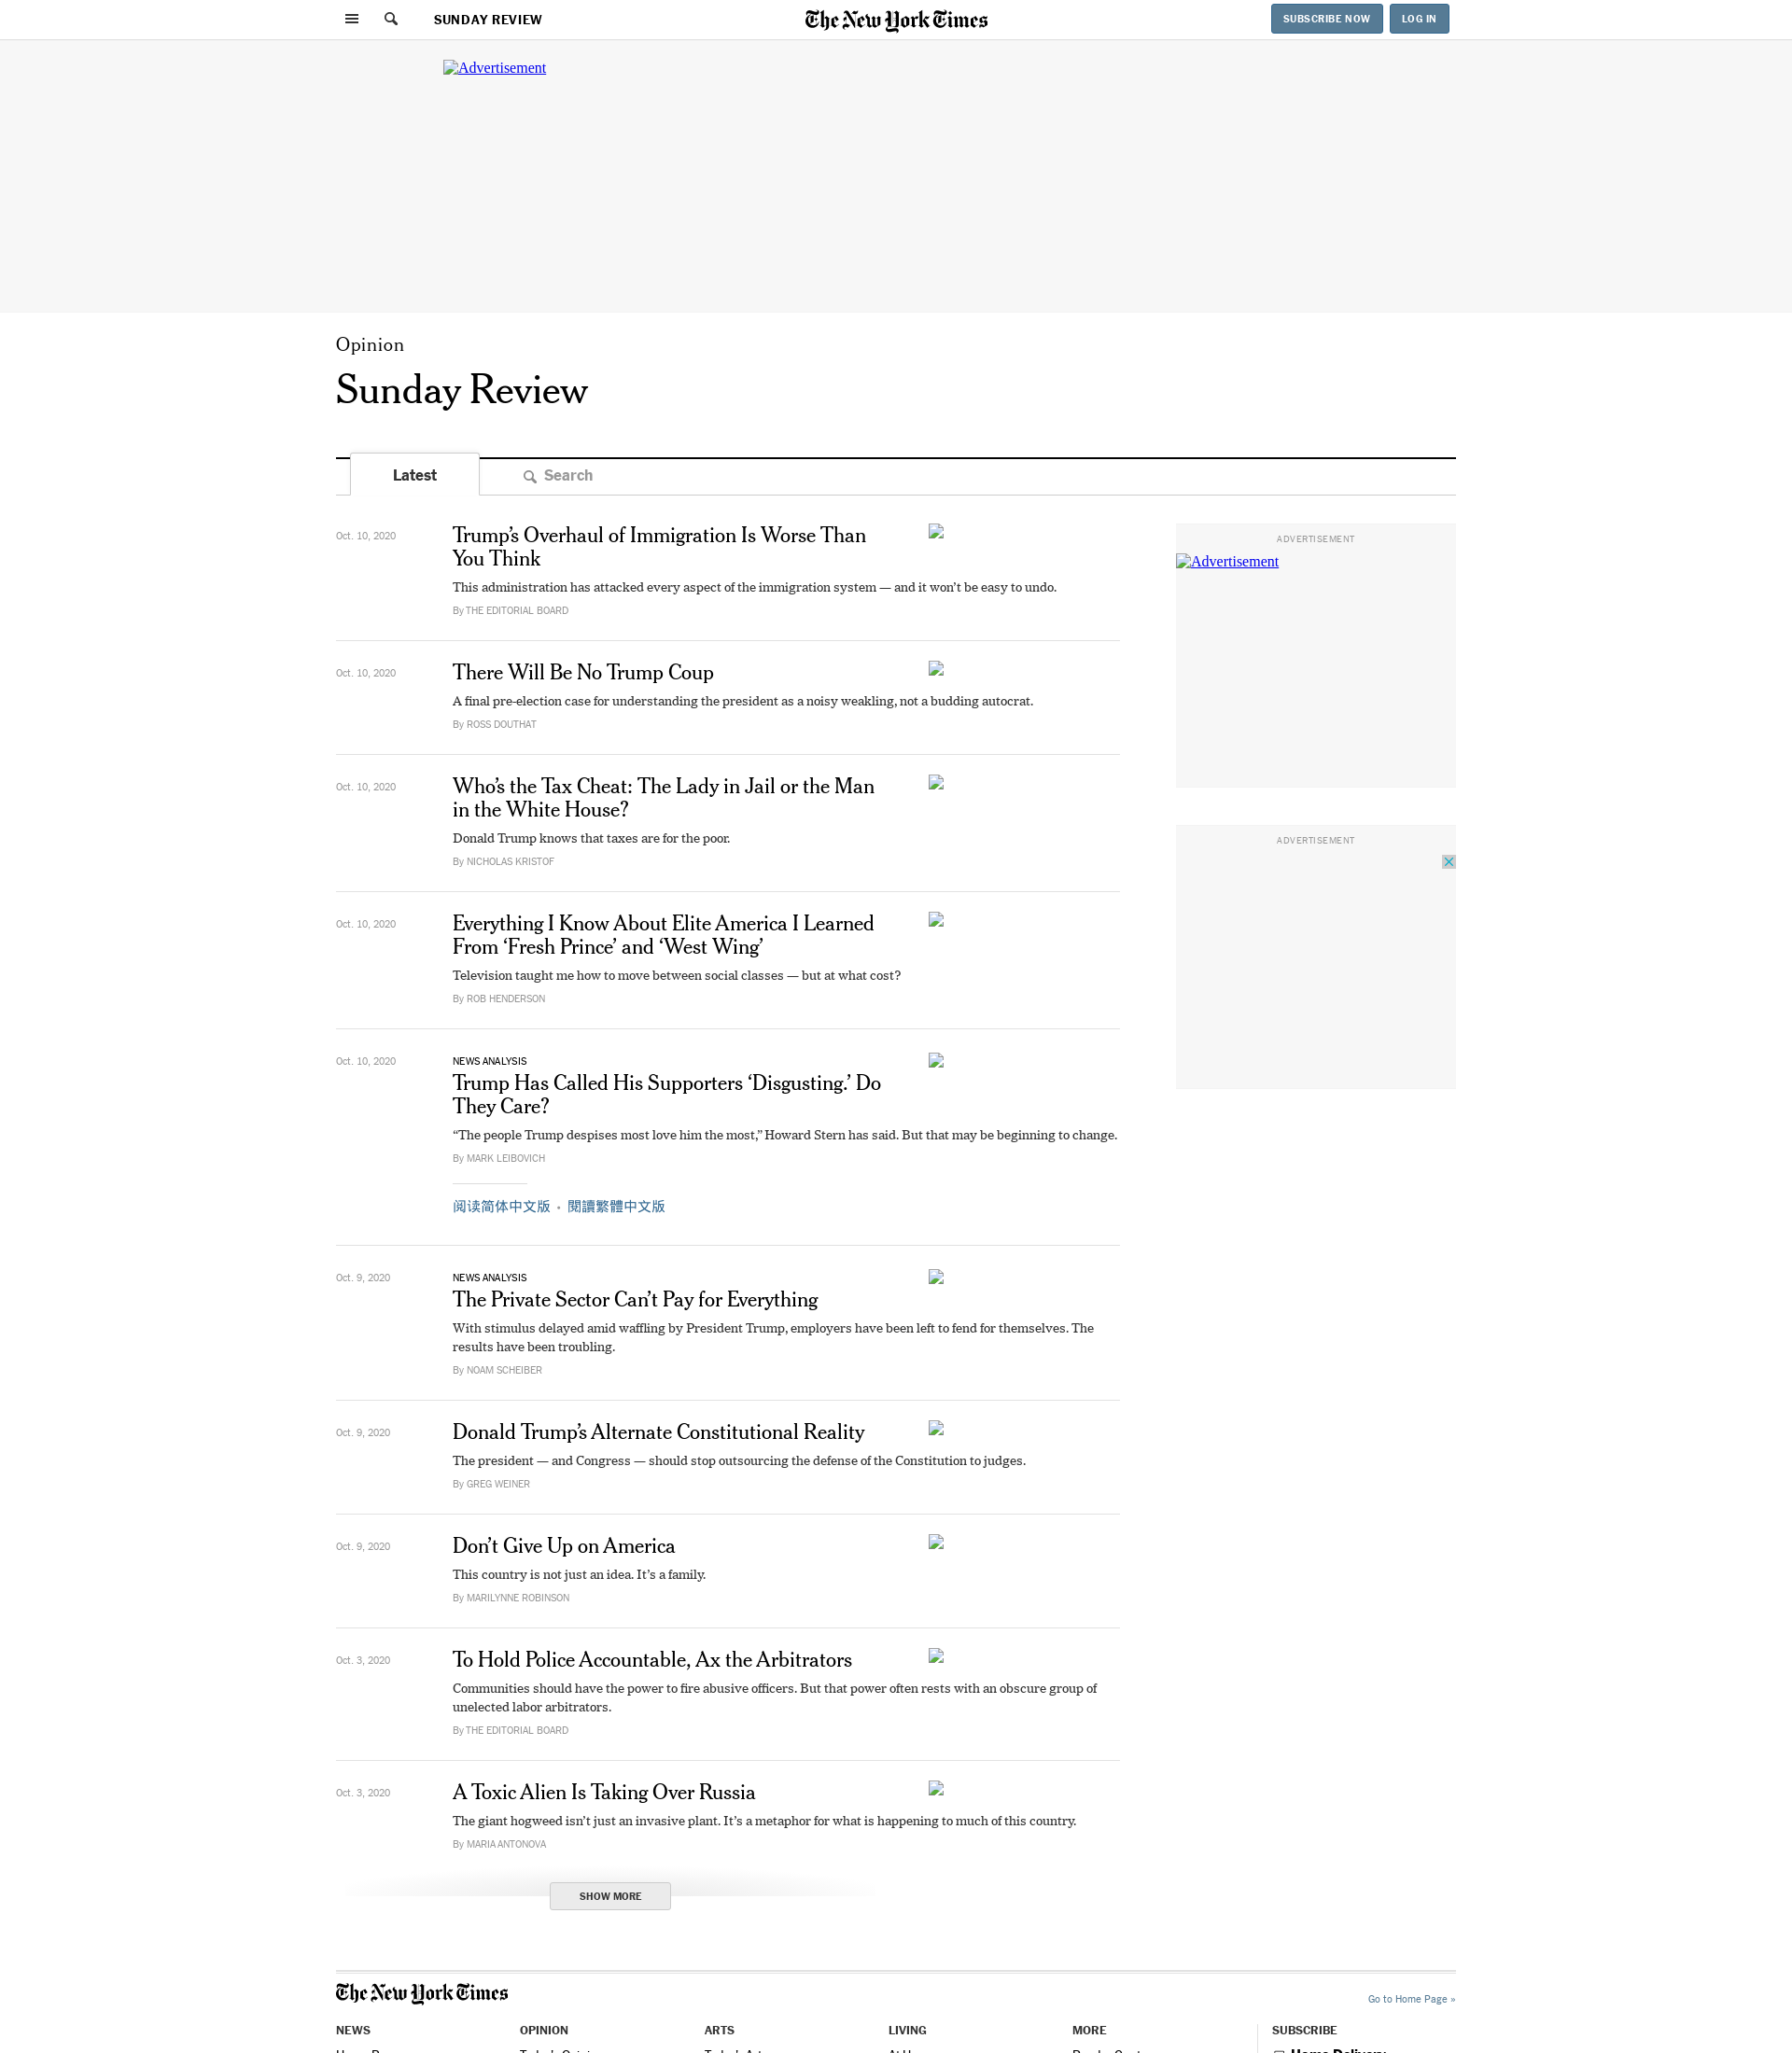 SUNDAY REVIEW
The New York Times
SUBSCRIBE NOW
LOG IN
Advertisement
Opinion
Sunday Review
Latest
Search
Oct. 10, 2020
Trump’s Overhaul of Immigration Is Worse Than
You Think
This administration has attacked every aspect of the immigration system — and it won’t be easy to undo.
By THE EDITORIAL BOARD
ADVERTISEMENT
Advertisement
Oct. 10, 2020
There Will Be No Trump Coup
A final pre-election case for understanding the president as a noisy weakling, not a budding autocrat.
By ROSS DOUTHAT
Oct. 10, 2020
Who’s the Tax Cheat: The Lady in Jail or the Man
in the White House?
Donald Trump knows that taxes are for the poor.
By NICHOLAS KRISTOF
ADVERTISEMENT
Oct. 10, 2020
Everything I Know About Elite America I Learned
From ‘Fresh Prince’ and ‘West Wing’
Television taught me how to move between social classes — but at what cost?
By ROB HENDERSON
Oct. 10, 2020
NEWS ANALYSIS
Trump Has Called His Supporters ‘Disgusting.’ Do
They Care?
“The people Trump despises most love him the most,” Howard Stern has said. But that may be beginning to change.
By MARK LEIBOVICH
阅读简体中文版 • 閱讀繁體中文版
Oct. 9, 2020
NEWS ANALYSIS
The Private Sector Can’t Pay for Everything
With stimulus delayed amid waffling by President Trump, employers have been left to fend for themselves. The
results have been troubling.
By NOAM SCHEIBER
Oct. 9, 2020
Donald Trump’s Alternate Constitutional Reality
The president — and Congress — should stop outsourcing the defense of the Constitution to judges.
By GREG WEINER
Oct. 9, 2020
Don’t Give Up on America
This country is not just an idea. It’s a family.
By MARILYNNE ROBINSON
Oct. 3, 2020
To Hold Police Accountable, Ax the Arbitrators
Communities should have the power to fire abusive officers. But that power often rests with an obscure group of
unelected labor arbitrators.
By THE EDITORIAL BOARD
Oct. 3, 2020
A Toxic Alien Is Taking Over Russia
The giant hogweed isn’t just an invasive plant. It’s a metaphor for what is happening to much of this country.
By MARIA ANTONOVA
SHOW MORE
The New York Times
Go to Home Page »
NEWS
OPINION
ARTS
LIVING
MORE
SUBSCRIBE
Home Delivery